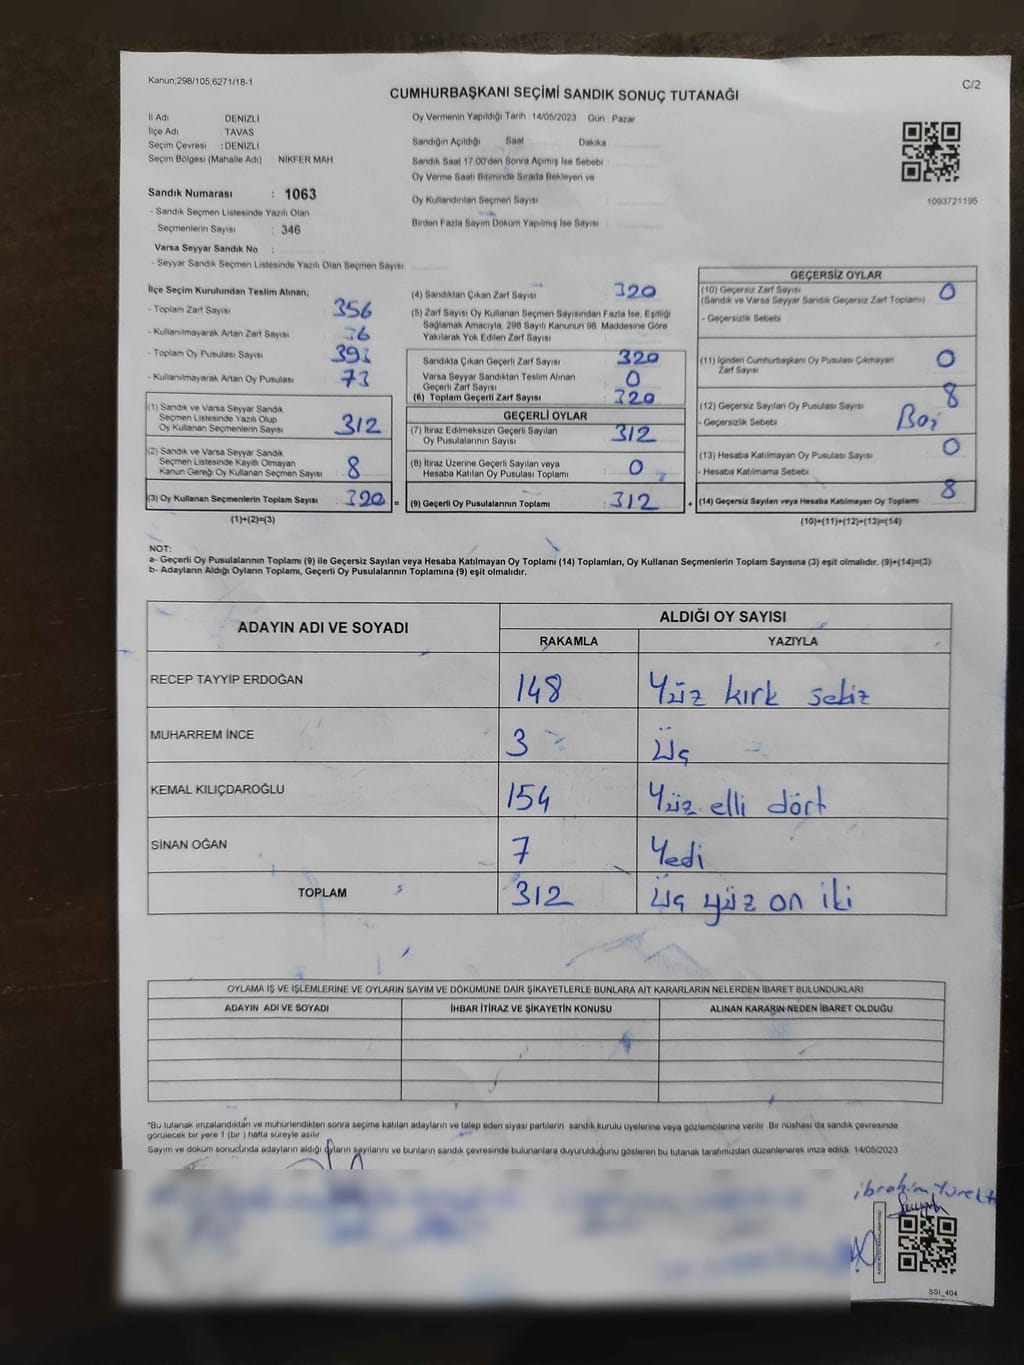 Kanun;298/105,6271/18-1
C/2
CUMHURBAŞKANI SEÇİMİ SANDIK SONUÇ TUTANAĞI
İl Adı DENİZLİ
İlçe Adı TAVAS
Seçim Çevresi : DENİZLİ
Seçim Bölgesi (Mahalle Adı) NİKFER MAH
Sandık Numarası : 1063
- Sandık Seçmen Listesinde Yazılı Olan
Seçmenlerin Sayısı : 346
Varsa Seyyar Sandık No :
- Seyyar Sandık Seçmen Listesinde Yazılı Olan Seçmen Sayısı:
Oy Vermenin Yapıldığı Tarih :14/05/2023 Gün : Pazar
Sandığın Açıldığı Saat Dakika
Sandık Saat 17.00'den Sonra Açılmış İse Sebebi
Oy Verme Saati Bitiminde Sırada Bekleyen ve
Oy Kullandırılan Seçmen Sayısı :
Birden Fazla Sayım Döküm Yapılmış İse Sayısı :
1093721195
İlçe Seçim Kurulundan Teslim Alınan;
- Toplam Zarf Sayısı : 356
- Kullanılmayarak Artan Zarf Sayısı : 36
- Toplam Oy Pusulası Sayısı : 393
- Kullanılmayarak Artan Oy Pusulası : 73
(1) Sandık ve Varsa Seyyar Sandık
Seçmen Listesinde Yazılı Olup
Oy Kullanan Seçmenlerin Sayısı : 312
(2) Sandık ve Varsa Seyyar Sandık
Seçmen Listesinde Kayıtlı Olmayan
Kanun Gereği Oy Kullanan Seçmen Sayısı : 8
(3) Oy Kullanan Seçmenlerin Toplam Sayısı : 320 =
(1)+(2)=(3)
(4) Sandıktan Çıkan Zarf Sayısı : 320
(5) Zarf Sayısı Oy Kullanan Seçmen Sayısından Fazla İse, Eşitliği
Sağlamak Amacıyla, 298 Sayılı Kanunun 98. Maddesine Göre
Yakılarak Yok Edilen Zarf Sayısı :
Sandıkta Çıkan Geçerli Zarf Sayısı : 320
Varsa Seyyar Sandıktan Teslim Alınan
Geçerli Zarf Sayısı : 0
(6) Toplam Geçerli Zarf Sayısı : 320
GEÇERLİ OYLAR
(7) İtiraz Edilmeksizin Geçerli Sayılan
Oy Pusulalarının Sayısı : 312
(8) İtiraz Üzerine Geçerli Sayılan veya
Hesaba Katılan Oy Pusulası Toplamı : 0
(9) Geçerli Oy Pusulalarının Toplamı : 312 +
GEÇERSİZ OYLAR
(10) Geçersiz Zarf Sayısı : 0
(Sandık ve Varsa Seyyar Sandık Geçersiz Zarf Toplamı)
- Geçersizlik Sebebi :
(11) İçinden Cumhurbaşkanı Oy Pusulası Çıkmayan
Zarf Sayısı : 0
(12) Geçersiz Sayılan Oy Pusulası Sayısı : 8
- Geçersizlik Sebebi : Boş
(13) Hesaba Katılmayan Oy Pusulası Sayısı : 0
- Hesaba Katılmama Sebebi :
(14) Geçersiz Sayılan veya Hesaba Katılmayan Oy Toplamı : 8
(10)+(11)+(12)+(13)=(14)
NOT:
a- Geçerli Oy Pusulalarının Toplamı (9) ile Geçersiz Sayılan veya Hesaba Katılmayan Oy Toplamı (14) Toplamları, Oy Kullanan Seçmenlerin Toplam Sayısına (3) eşit olmalıdır. (9)+(14)=(3)
b- Adayların Aldığı Oyların Toplamı, Geçerli Oy Pusulalarının Toplamına (9) eşit olmalıdır.
ADAYIN ADI VE SOYADI ALDIĞI OY SAYISI
RAKAMLA YAZIYLA
RECEP TAYYİP ERDOĞAN 148 Yüz kırk sekiz
MUHARREM İNCE 3 Üç
KEMAL KILIÇDAROĞLU 154 Yüz elli dört
SİNAN OĞAN 7 Yedi
TOPLAM 312 Üç yüz on iki
OYLAMA İŞ VE İŞLEMLERİNE VE OYLARIN SAYIM VE DÖKÜMÜNE DAİR ŞİKAYETLERLE BUNLARA AİT KARARLARIN NELERDEN İBARET BULUNDUKLARI
ADAYIN ADI VE SOYADI İHBAR İTİRAZ VE ŞİKAYETİN KONUSU ALINAN KARARIN NEDEN İBARET OLDUĞU
*Bu tutanak imzalandıktan ve mühürlendikten sonra seçime katılan adayların ve talep eden siyasi partilerin sandık kurulu üyelerine veya gözlemcilerine verilir. Bir nüshası da sandık çevresinde
görülecek bir yere 1 (bir ) hafta süreyle asılır.
Sayım ve döküm sonucunda adayların aldığı oyların sayılarını ve bunların sandık çevresinde bulunanlara duyurulduğunu gösteren bu tutanak tarafımızdan düzenlenerek imza edildi. 14/05/2023
ibrahim
SSI_404